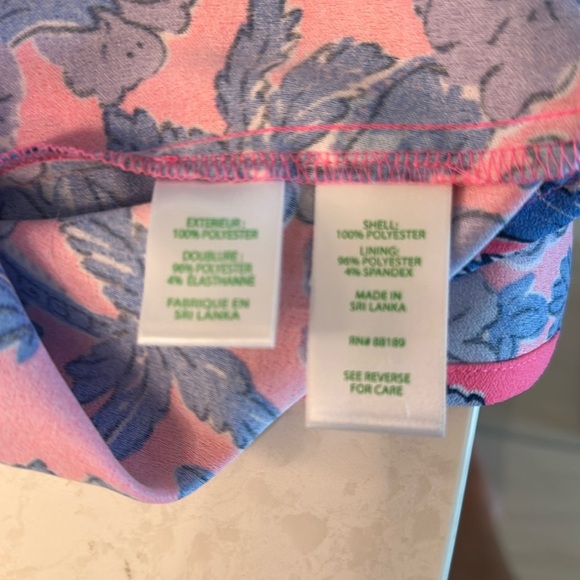 EXTERIEUR:
100% POLYESTER
DOUBLURE:
96% POLYESTER
4% ÉLASTHANNE
FABRIQUE EN
SRI LANKA
SHELL:
100% POLYESTER
LINING:
96% POLYESTER
4% SPANDEX
MADE IN
SRI LANKA
RN# 88189
SEE REVERSE
FOR CARE